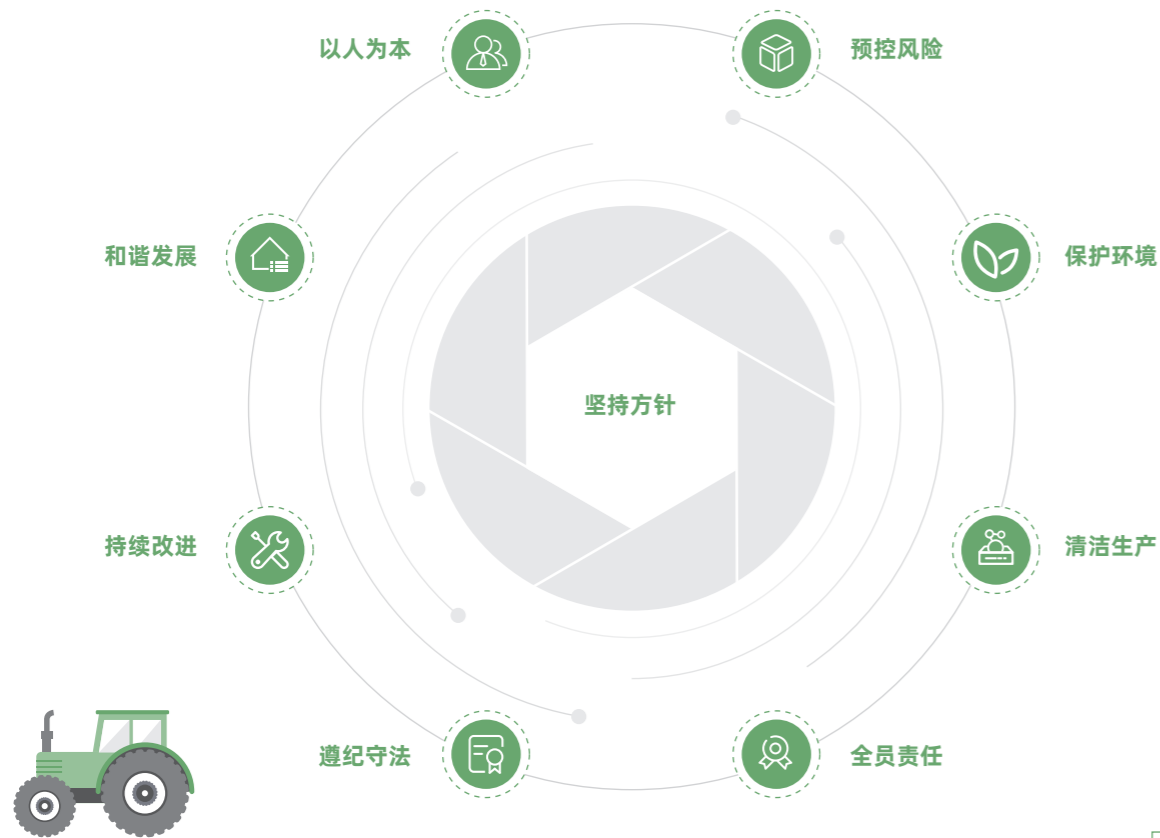 以人为本
预控风险
和谐发展
保护环境
坚持方针
持续改进
清洁生产
遵纪守法
全员责任